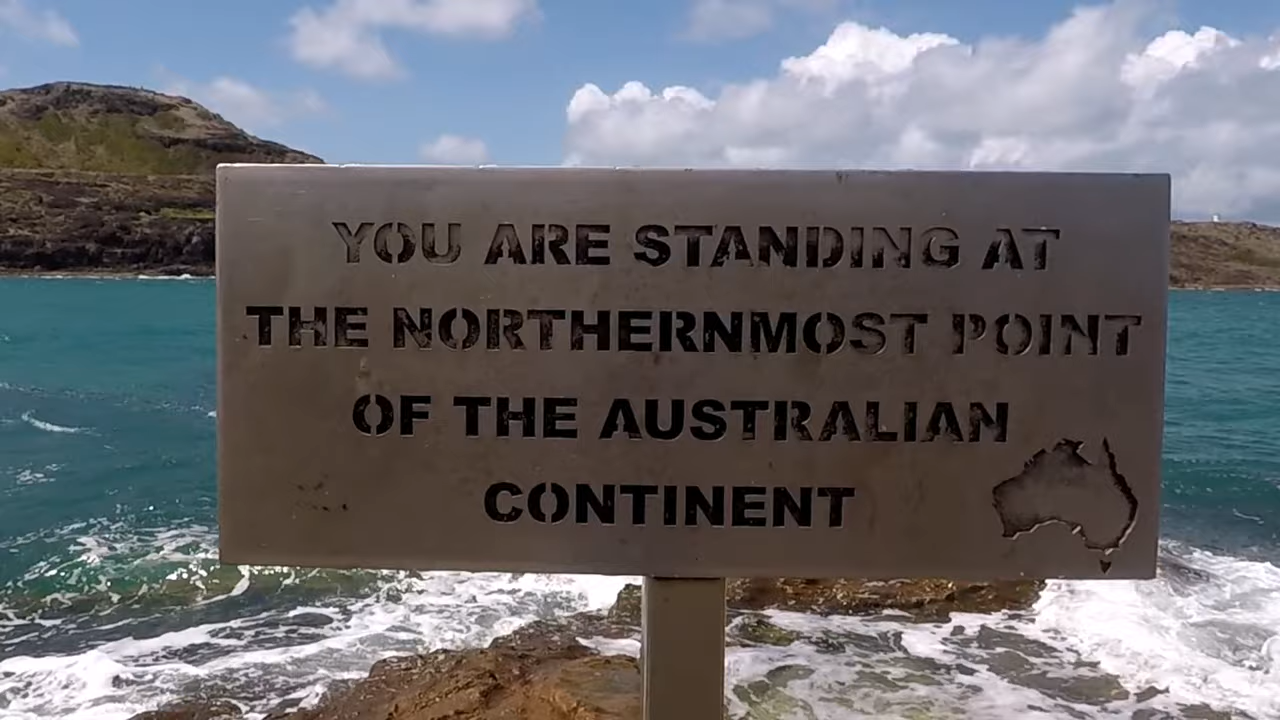 YOU ARE STANDING AT
THE NORTHERNMOST POINT
OF THE AUSTRALIAN
CONTINENT